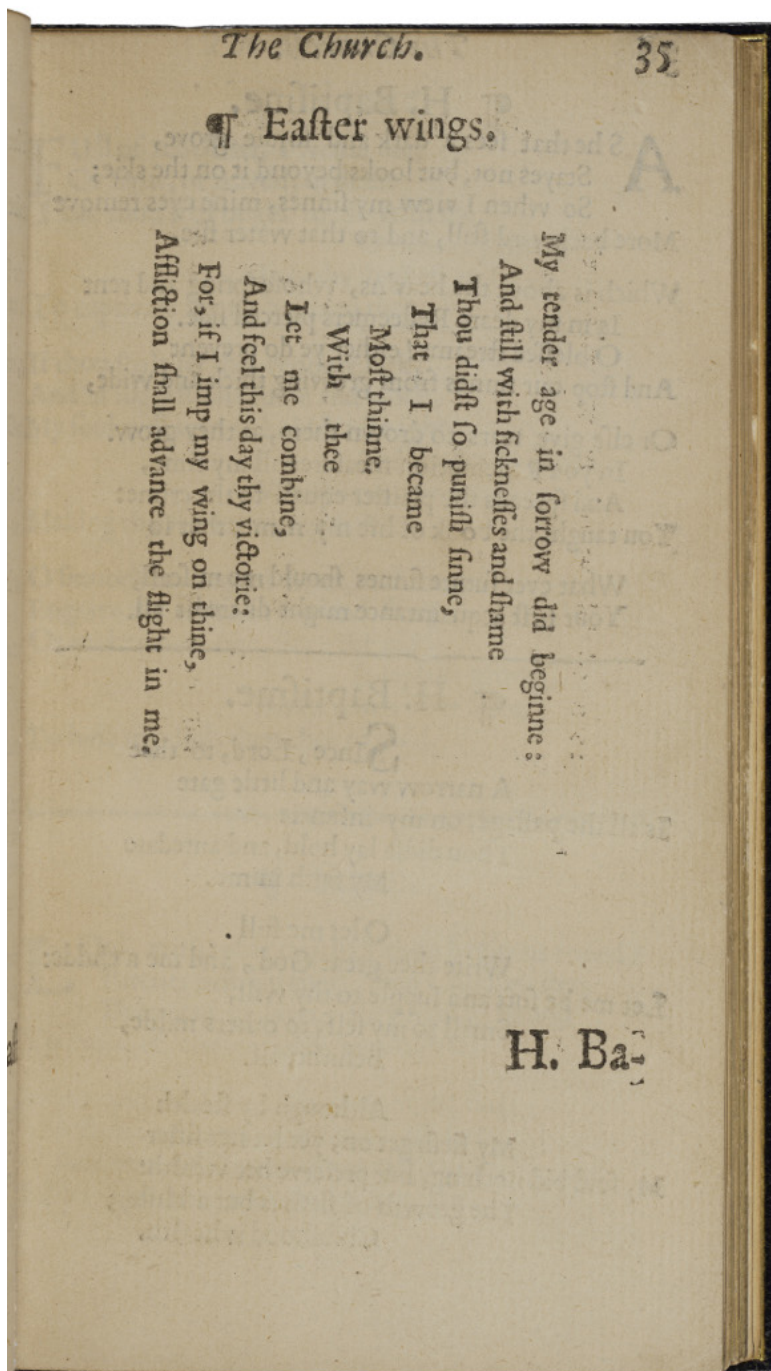 The Church. 35
¶ Eaſter wings.
My tender age in ſorrow did beginne:
And ſtill with ſickneſſes and ſhame
Thou didſt ſo puniſh ſinne,
That I became
Moſt thinne.
With thee
Let me combine,
And feel this day thy victorie:
For, if I imp my wing on thine,
Affliction ſhall advance the flight in me.
H. Ba-